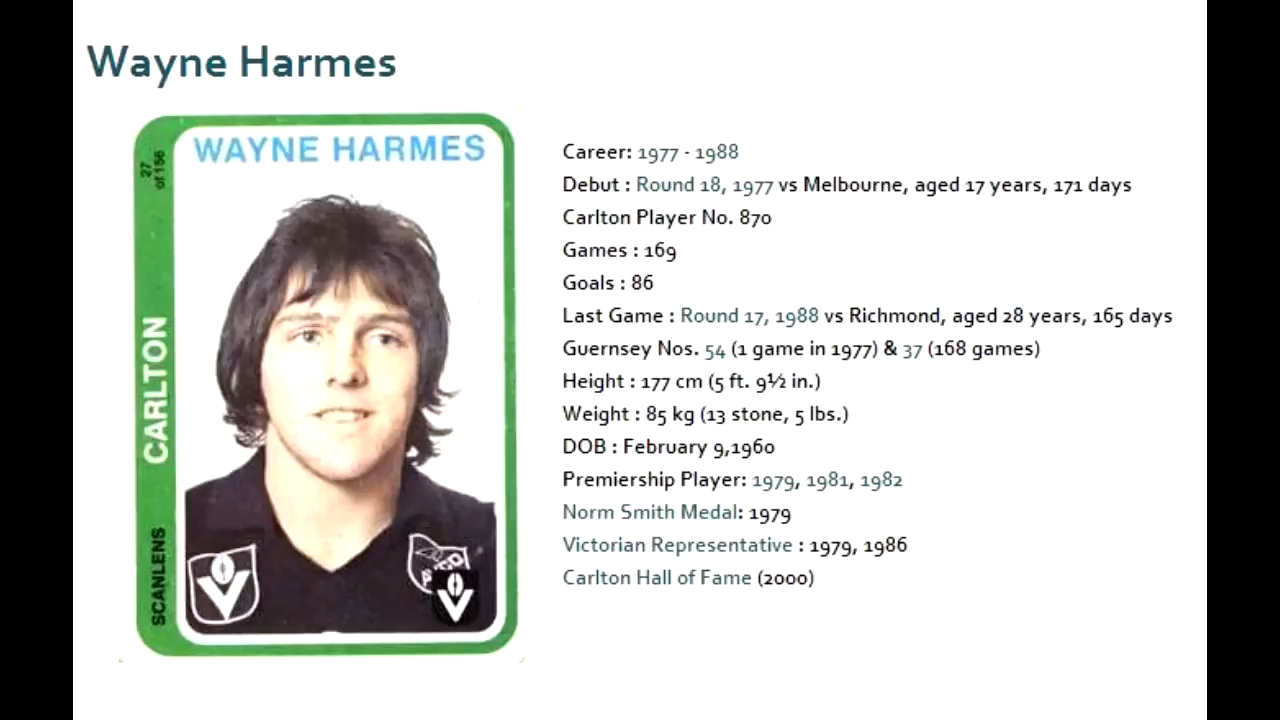 Wayne Harmes
WAYNE HARMES
27
of 156
CARLTON
SCANLENS
Career: 1977 - 1988
Debut : Round 18, 1977 vs Melbourne, aged 17 years, 171 days
Carlton Player No. 870
Games : 169
Goals : 86
Last Game : Round 17, 1988 vs Richmond, aged 28 years, 165 days
Guernsey Nos. 54 (1 game in 1977) & 37 (168 games)
Height : 177 cm (5 ft. 9½ in.)
Weight : 85 kg (13 stone, 5 lbs.)
DOB : February 9,1960
Premiership Player: 1979, 1981, 1982
Norm Smith Medal: 1979
Victorian Representative : 1979, 1986
Carlton Hall of Fame (2000)